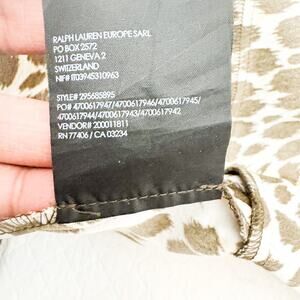 RALPH LAUREN EUROPE SARL
PO BOX 2572
1211 GENEVA 2
SWITZERLAND
NIF# IT03945310963
STYLE# 295685895
PO# 4700617947/4700617946/4700617945/
4700617944/4700617943/4700617942
VENDOR# 200011811
RN 77406 / CA 03234